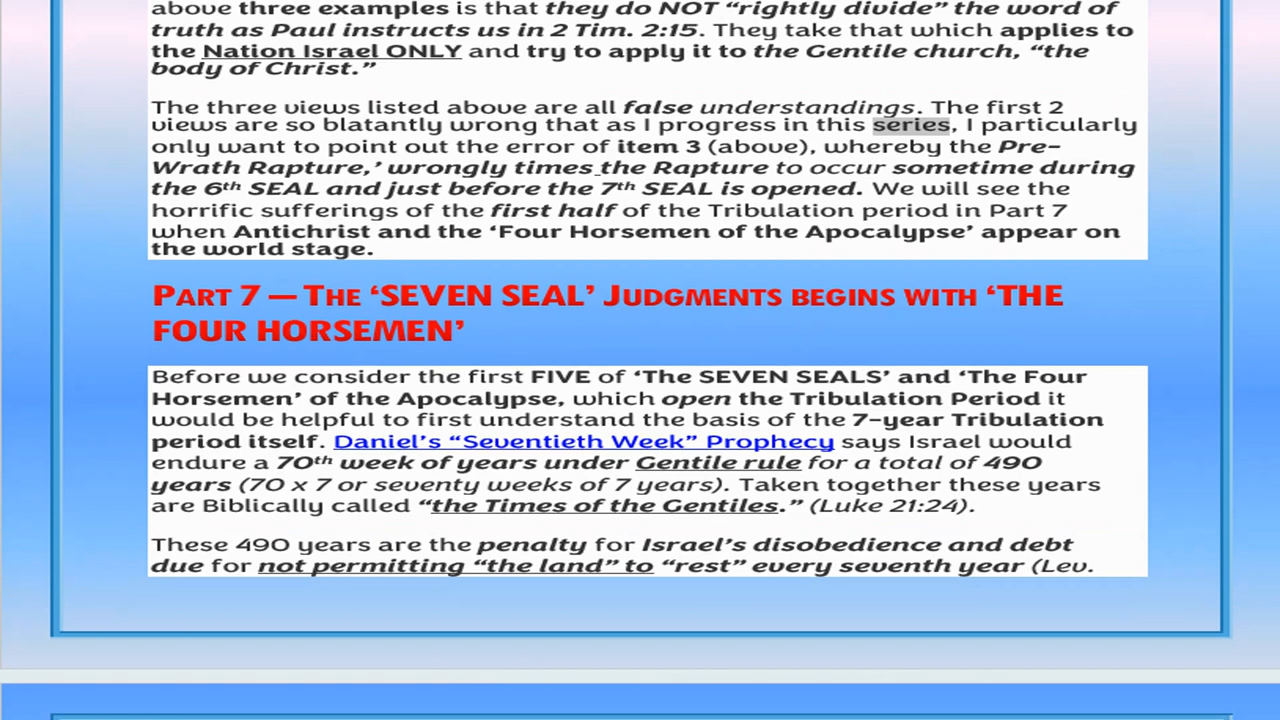 above three examples is that they do NOT “rightly divide” the word of
truth as Paul instructs us in 2 Tim. 2:15. They take that which applies to
the Nation Israel ONLY and try to apply it to the Gentile church, “the
body of Christ.”
The three views listed above are all false understandings. The first 2
views are so blatantly wrong that as I progress in this series, I particularly
only want to point out the error of item 3 (above), whereby the Pre-
Wrath Rapture,’ wrongly times the Rapture to occur sometime during
the 6th SEAL and just before the 7th SEAL is opened. We will see the
horrific sufferings of the first half of the Tribulation period in Part 7
when Antichrist and the ‘Four Horsemen of the Apocalypse’ appear on
the world stage.
PART 7 — THE ‘SEVEN SEAL’ JUDGMENTS BEGINS WITH ‘THE
FOUR HORSEMEN’
Before we consider the first FIVE of ‘The SEVEN SEALS’ and ‘The Four
Horsemen’ of the Apocalypse, which open the Tribulation Period it
would be helpful to first understand the basis of the 7-year Tribulation
period itself. Daniel’s “Seventieth Week” Prophecy says Israel would
endure a 70th week of years under Gentile rule for a total of 490
years (70 x 7 or seventy weeks of 7 years). Taken together these years
are Biblically called “the Times of the Gentiles.” (Luke 21:24).
These 490 years are the penalty for Israel’s disobedience and debt
due for not permitting “the land” to “rest” every seventh year (Lev.